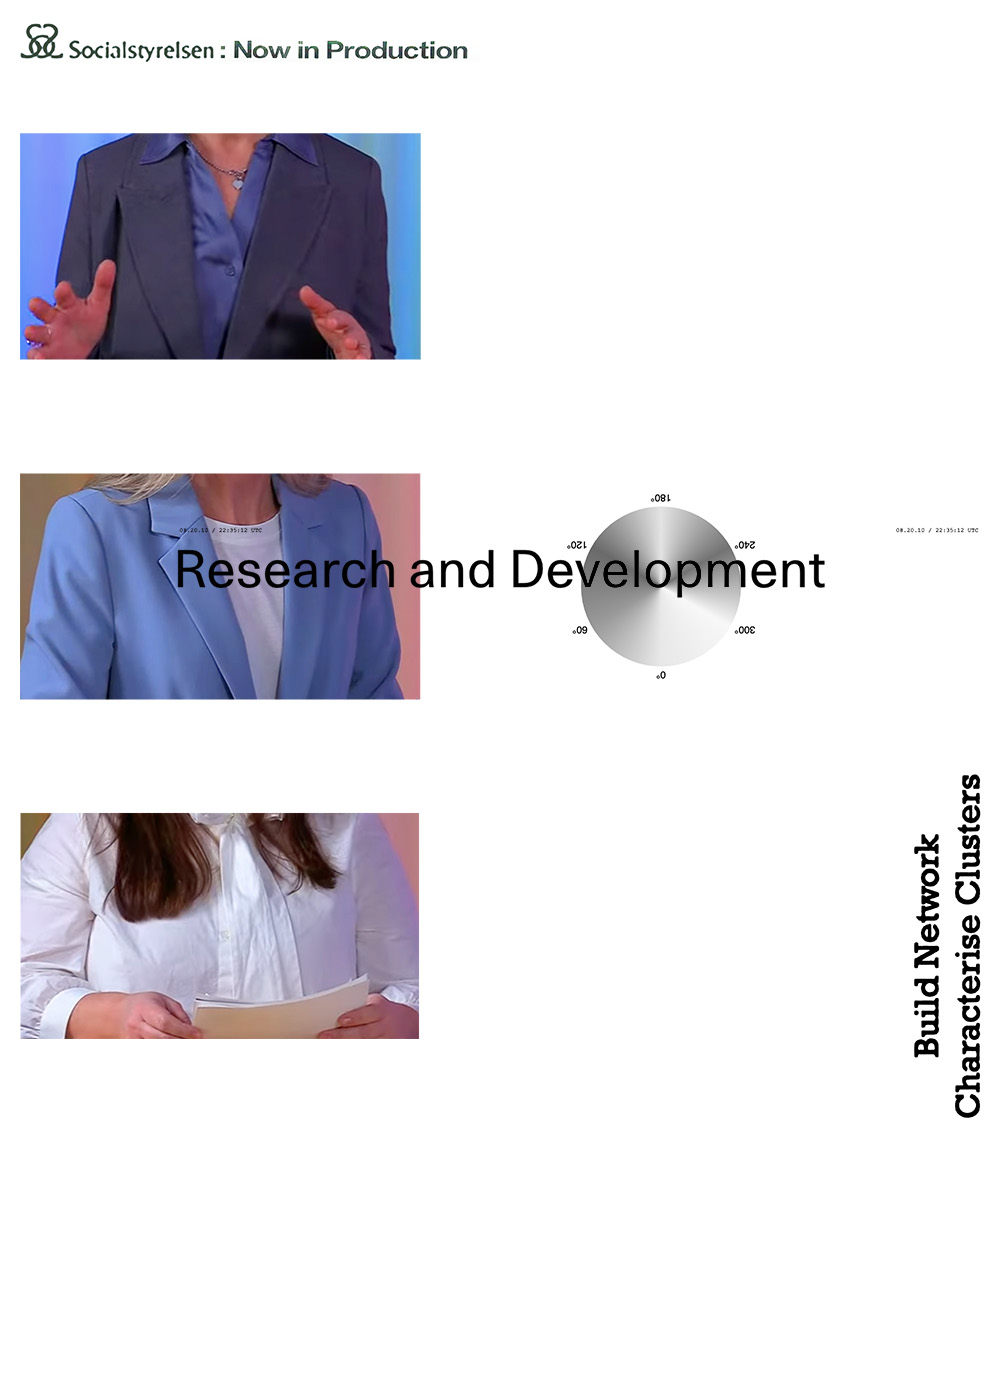 Socialstyrelsen : Now in Production
180°
08.20.10 / 22:35:12 UTC
08.20.10 / 22:35:12 UTC
120°
240°
Research and Development
60°
300°
0°
Build Network
Characterise Clusters